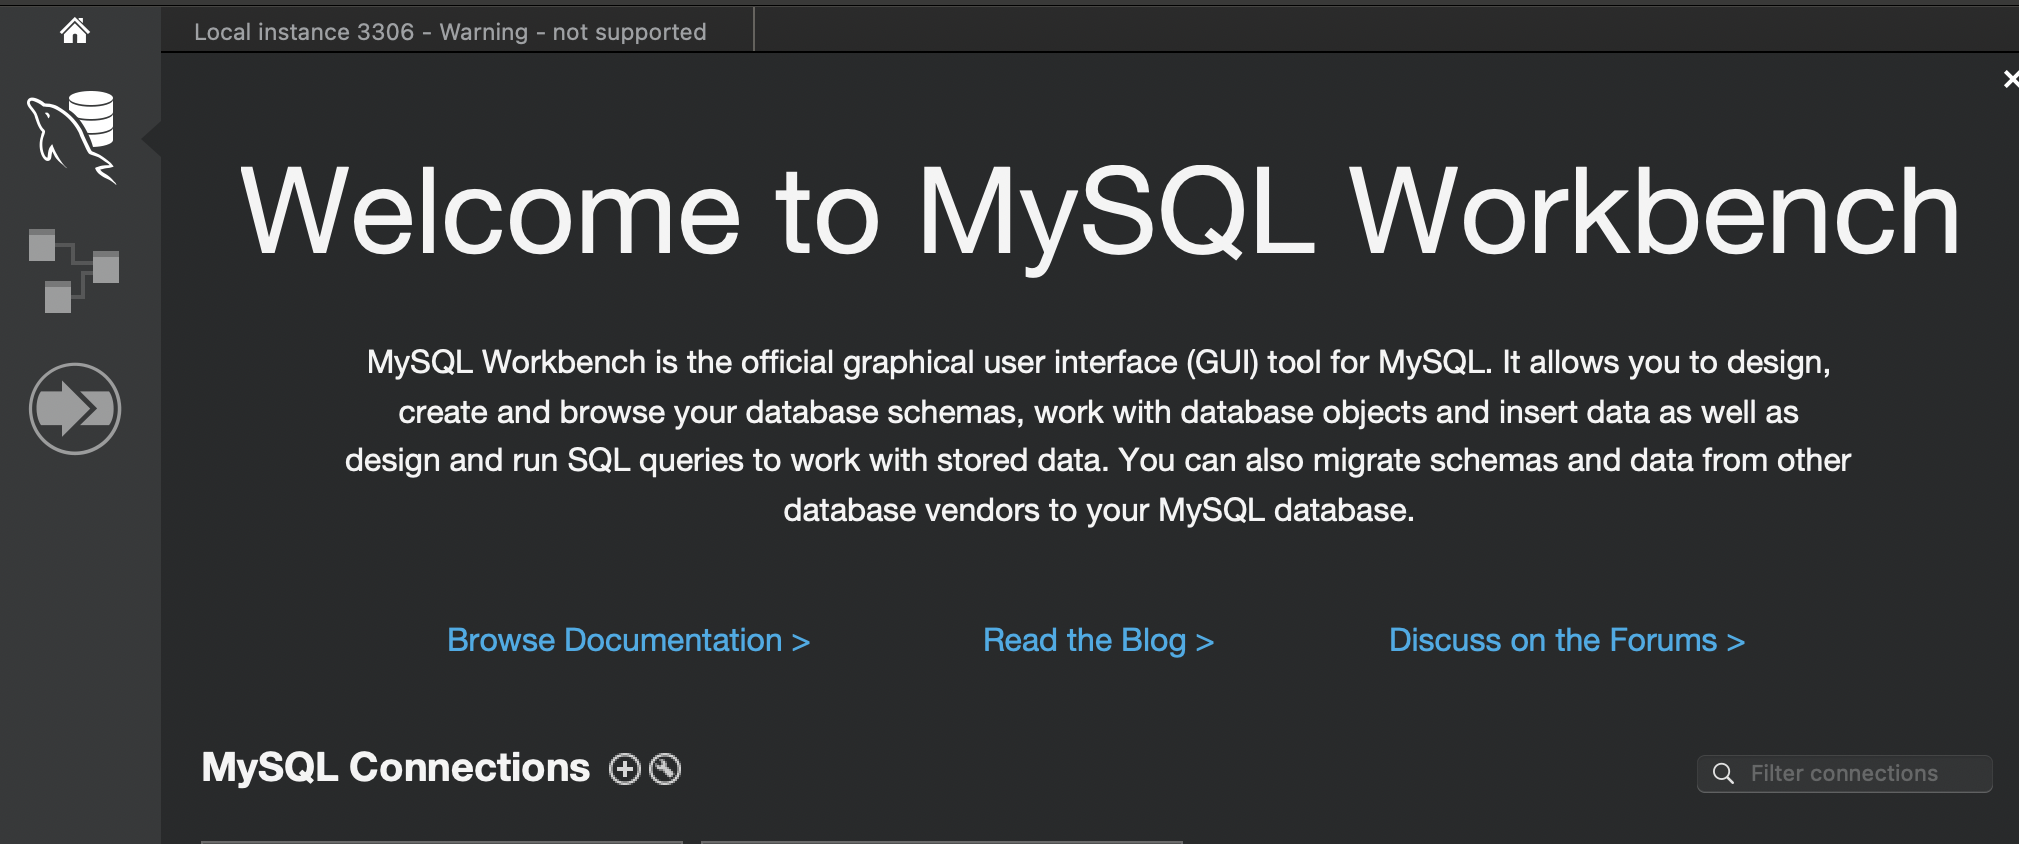 Local instance 3306 - Warning - not supported
Welcome to MySQL Workbench
MySQL Workbench is the official graphical user interface (GUI) tool for MySQL. It allows you to design,
create and browse your database schemas, work with database objects and insert data as well as
design and run SQL queries to work with stored data. You can also migrate schemas and data from other
database vendors to your MySQL database.
Browse Documentation > Read the Blog > Discuss on the Forums >
MySQL Connections Filter connections